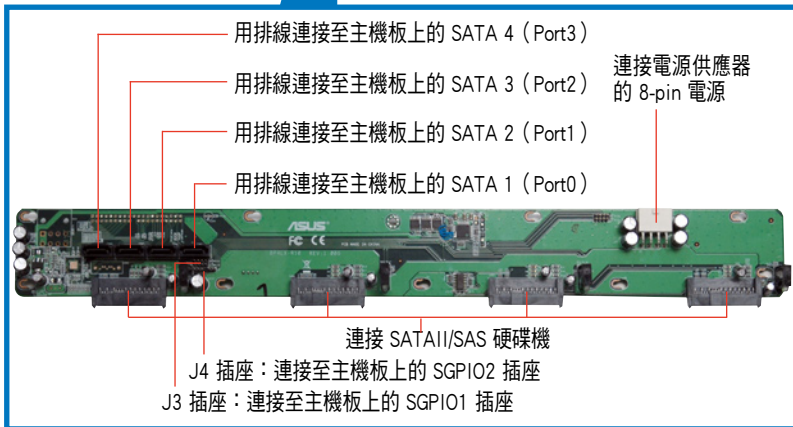 用排線連接至主機板上的 SATA 4（Port3）
用排線連接至主機板上的 SATA 3（Port2）
用排線連接至主機板上的 SATA 2（Port1）
用排線連接至主機板上的 SATA 1（Port0）
連接電源供應器
的 8-pin 電源
ASUS
FC CE
連接 SATAII/SAS 硬碟機
J4 插座：連接至主機板上的 SGPIO2 插座
J3 插座：連接至主機板上的 SGPIO1 插座